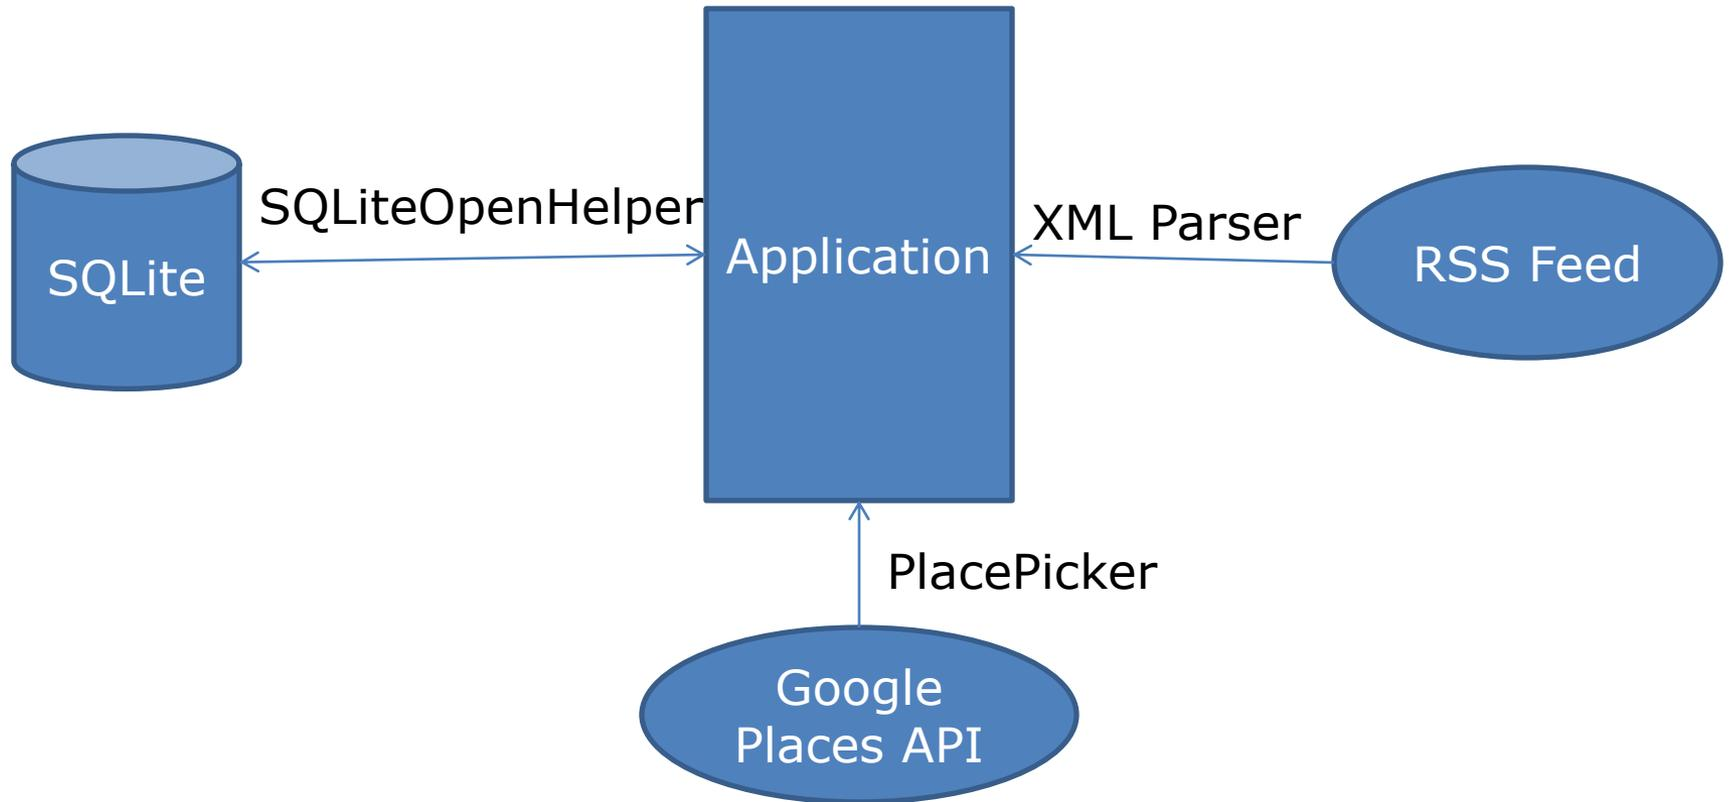 SQLiteOpenHelper
XML Parser
SQLite
Application
RSS Feed
PlacePicker
Google
Places API